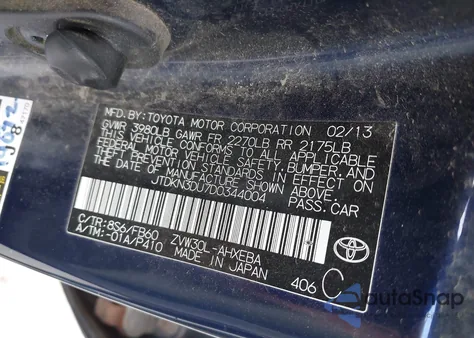 MFD. BY: TOYOTA MOTOR CORPORATION 02/13
GVWR 3980LB GAWR FR 2270LB RR 2175LB
THIS VEHICLE CONFORMS TO ALL APPLICABLE
FEDERAL MOTOR VEHICLE SAFETY, BUMPER, AND
THEFT PREVENTION STANDARDS IN EFFECT ON
THE DATE OF MANUFACTURE SHOWN ABOVE.
JTDKN3DU7D0344004 PASS.CAR
C/TR: 8S6/FB60 ZVW30L-AHXEBA
A/TM: -01A/P410 MADE IN JAPAN 406 C
TOYOTA
AutoSnap